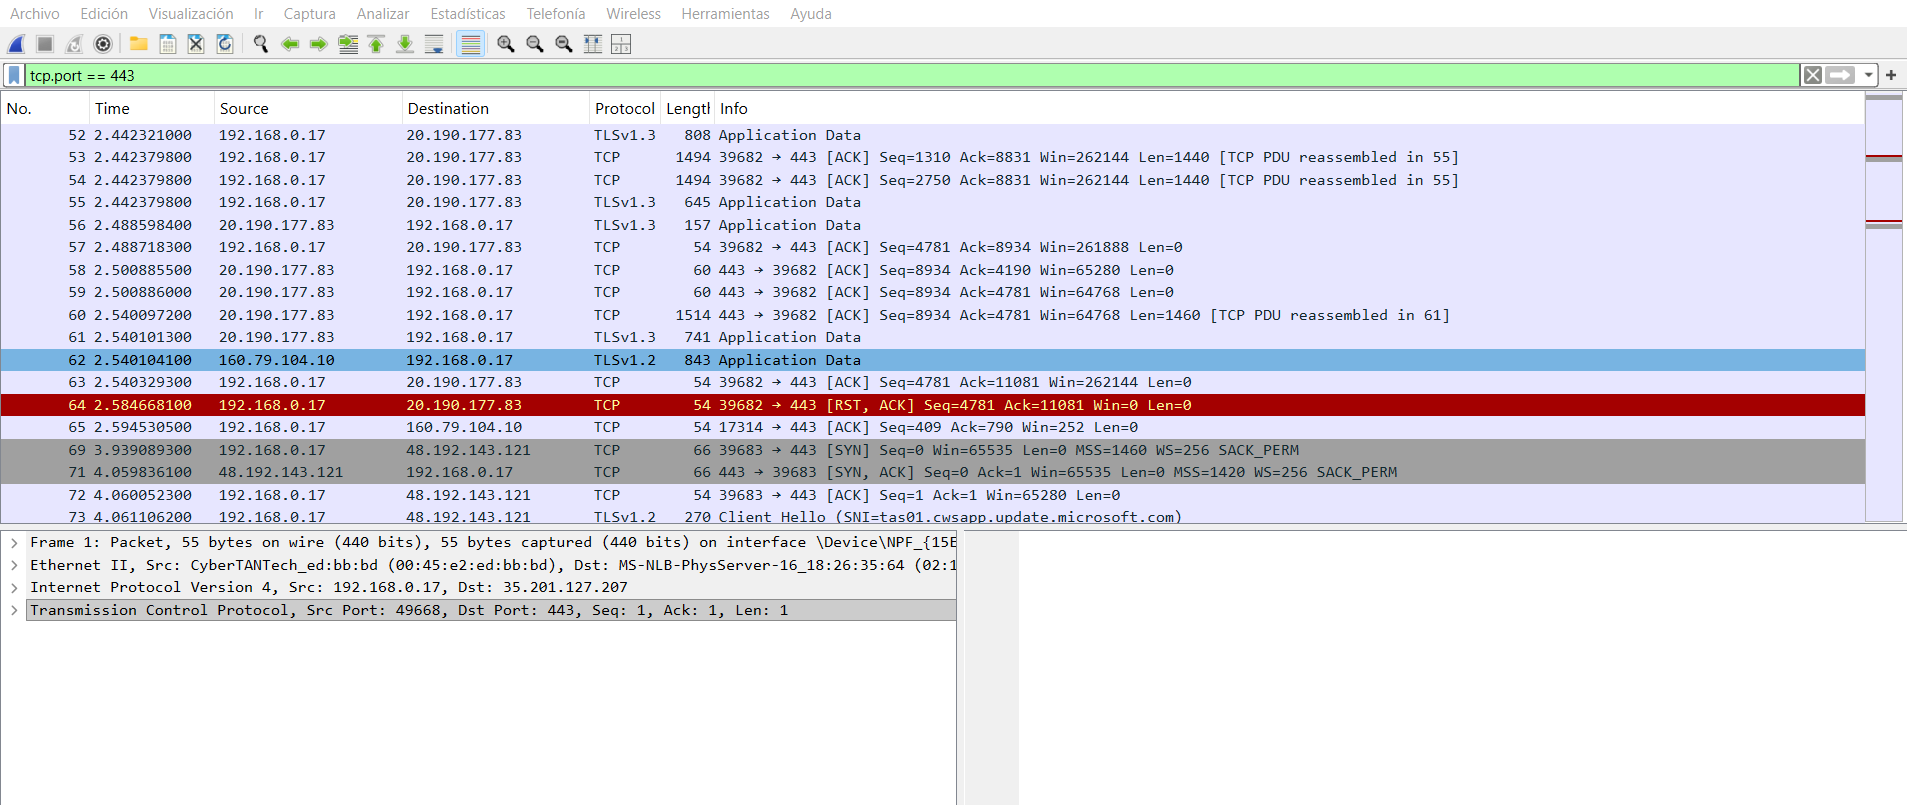 Archivo Edición Visualización Ir Captura Analizar Estadísticas Telefonía Wireless Herramientas Ayuda
tcp.port == 443
No. Time Source Destination Protocol Length Info
52 2.442321000 192.168.0.17 20.190.177.83 TLSv1.3 808 Application Data
53 2.442379800 192.168.0.17 20.190.177.83 TCP 1494 39682 → 443 [ACK] Seq=1310 Ack=8831 Win=262144 Len=1440 [TCP PDU reassembled in 55]
54 2.442379800 192.168.0.17 20.190.177.83 TCP 1494 39682 → 443 [ACK] Seq=2750 Ack=8831 Win=262144 Len=1440 [TCP PDU reassembled in 55]
55 2.442379800 192.168.0.17 20.190.177.83 TLSv1.3 645 Application Data
56 2.488598400 20.190.177.83 192.168.0.17 TLSv1.3 157 Application Data
57 2.488718300 192.168.0.17 20.190.177.83 TCP 54 39682 → 443 [ACK] Seq=4781 Ack=8934 Win=261888 Len=0
58 2.500885500 20.190.177.83 192.168.0.17 TCP 60 443 → 39682 [ACK] Seq=8934 Ack=4190 Win=65280 Len=0
59 2.500886000 20.190.177.83 192.168.0.17 TCP 60 443 → 39682 [ACK] Seq=8934 Ack=4781 Win=64768 Len=0
60 2.540097200 20.190.177.83 192.168.0.17 TCP 1514 443 → 39682 [ACK] Seq=8934 Ack=4781 Win=64768 Len=1460 [TCP PDU reassembled in 61]
61 2.540101300 20.190.177.83 192.168.0.17 TLSv1.3 741 Application Data
62 2.540104100 160.79.104.10 192.168.0.17 TLSv1.2 843 Application Data
63 2.540329300 192.168.0.17 20.190.177.83 TCP 54 39682 → 443 [ACK] Seq=4781 Ack=11081 Win=262144 Len=0
64 2.584668100 192.168.0.17 20.190.177.83 TCP 54 39682 → 443 [RST, ACK] Seq=4781 Ack=11081 Win=0 Len=0
65 2.594530500 192.168.0.17 160.79.104.10 TCP 54 17314 → 443 [ACK] Seq=409 Ack=790 Win=252 Len=0
69 3.939089300 192.168.0.17 48.192.143.121 TCP 66 39683 → 443 [SYN] Seq=0 Win=65535 Len=0 MSS=1460 WS=256 SACK_PERM
71 4.059836100 48.192.143.121 192.168.0.17 TCP 66 443 → 39683 [SYN, ACK] Seq=0 Ack=1 Win=65535 Len=0 MSS=1420 WS=256 SACK_PERM
72 4.060052300 192.168.0.17 48.192.143.121 TCP 54 39683 → 443 [ACK] Seq=1 Ack=1 Win=65280 Len=0
73 4.061106200 192.168.0.17 48.192.143.121 TLSv1.2 270 Client Hello (SNI=tas01.cwsapp.update.microsoft.com)
Frame 1: Packet, 55 bytes on wire (440 bits), 55 bytes captured (440 bits) on interface \Device\NPF_{15E
Ethernet II, Src: CyberTANTech_ed:bb:bd (00:45:e2:ed:bb:bd), Dst: MS-NLB-PhysServer-16_18:26:35:64 (02:1
Internet Protocol Version 4, Src: 192.168.0.17, Dst: 35.201.127.207
Transmission Control Protocol, Src Port: 49668, Dst Port: 443, Seq: 1, Ack: 1, Len: 1